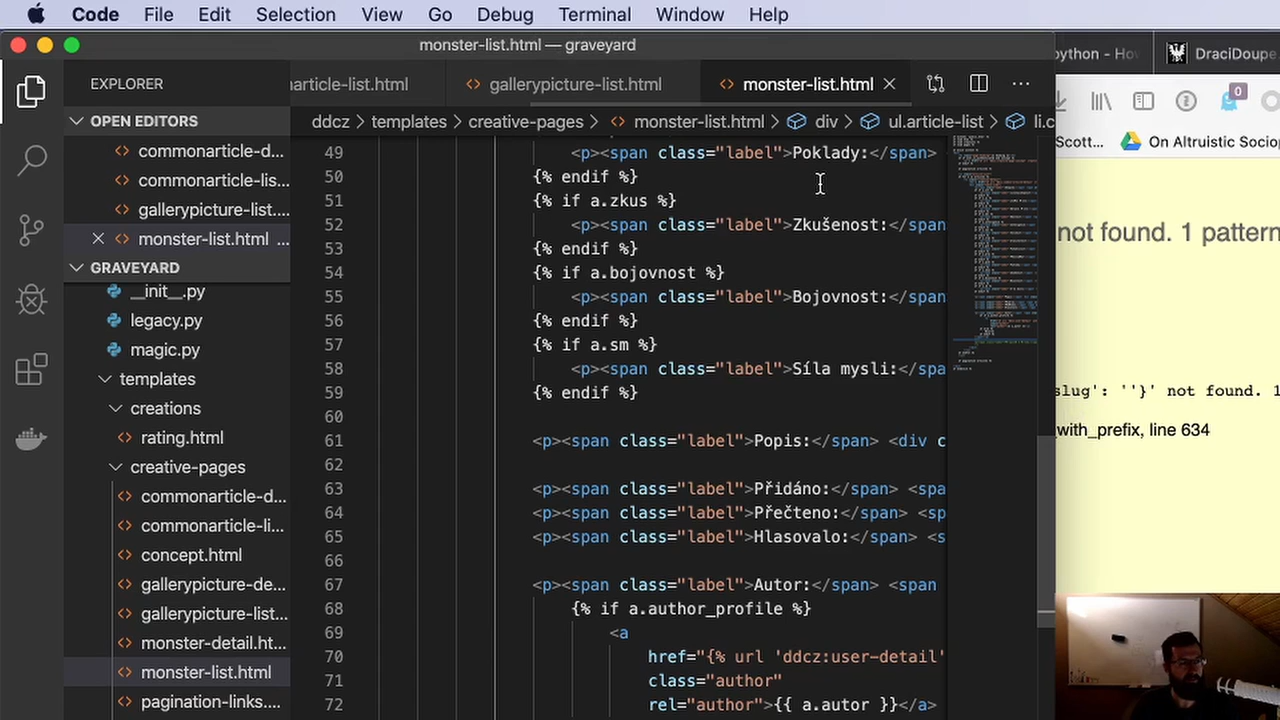 Code File Edit Selection View Go Debug Terminal Window Help
monster-list.html — graveyard
EXPLORER
OPEN EDITORS
commonarticle-d...
commonarticle-lis...
gallerypicture-list....
monster-list.html ...
GRAVEYARD
__init__.py
legacy.py
magic.py
templates
creations
rating.html
creative-pages
commonarticle-d...
commonarticle-li...
concept.html
gallerypicture-de...
gallerypicture-list...
monster-detail.ht...
monster-list.html
pagination-links....
article-list.html gallerypicture-list.html monster-list.html
ddcz > templates > creative-pages > monster-list.html > div > ul.article-list > li.c
49 <p><span class="label">Poklady:</span>
50 {% endif %}
51 {% if a.zkus %}
52 <p><span class="label">Zkušenost:</span
53 {% endif %}
54 {% if a.bojovnost %}
55 <p><span class="label">Bojovnost:</span
56 {% endif %}
57 {% if a.sm %}
58 <p><span class="label">Síla mysli:</spa
59 {% endif %}
60
61 <p><span class="label">Popis:</span> <div c
62
63 <p><span class="label">Přidáno:</span> <spa
64 <p><span class="label">Přečteno:</span> <sp
65 <p><span class="label">Hlasovalo:</span> <s
66
67 <p><span class="label">Autor:</span> <span
68 {% if a.author_profile %}
69 <a
70 href="{% url 'ddcz:user-detail'
71 class="author"
72 rel="author">{{ a.autor }}</a>
python - Hov
DraciDoupe
0
Scott...
On Altruistic Sociop
not found. 1 pattern
slug': ''}' not found. 1
with_prefix, line 634